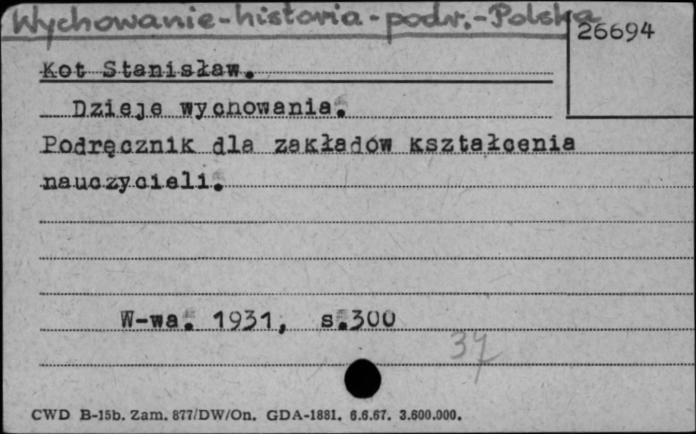 Wychowanie-historia-podr.-Polska
26694
Kot Stanisław.
Dzieje wychowania.
Podręcznik dla zakładów kształcenia
nauczycieli.
W-wa. 1931, s.300
37
CWD B-15b. Zam. 877/DW/On. GDA-1881. 6.6.67. 3.600.000.